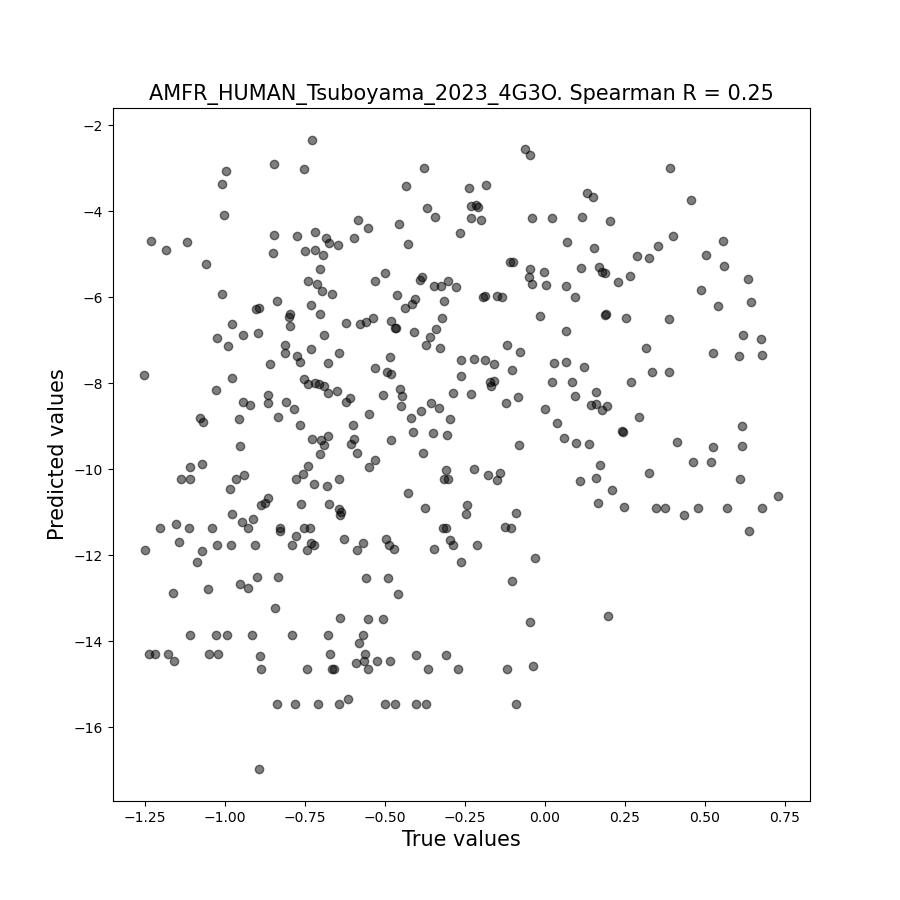 AMFR_HUMAN_Tsuboyama_2023_4G3O. Spearman R = 0.25
Predicted values
−2
−4
−6
−8
−10
−12
−14
−16
−1.25 −1.00 −0.75 −0.50 −0.25 0.00 0.25 0.50 0.75
True values